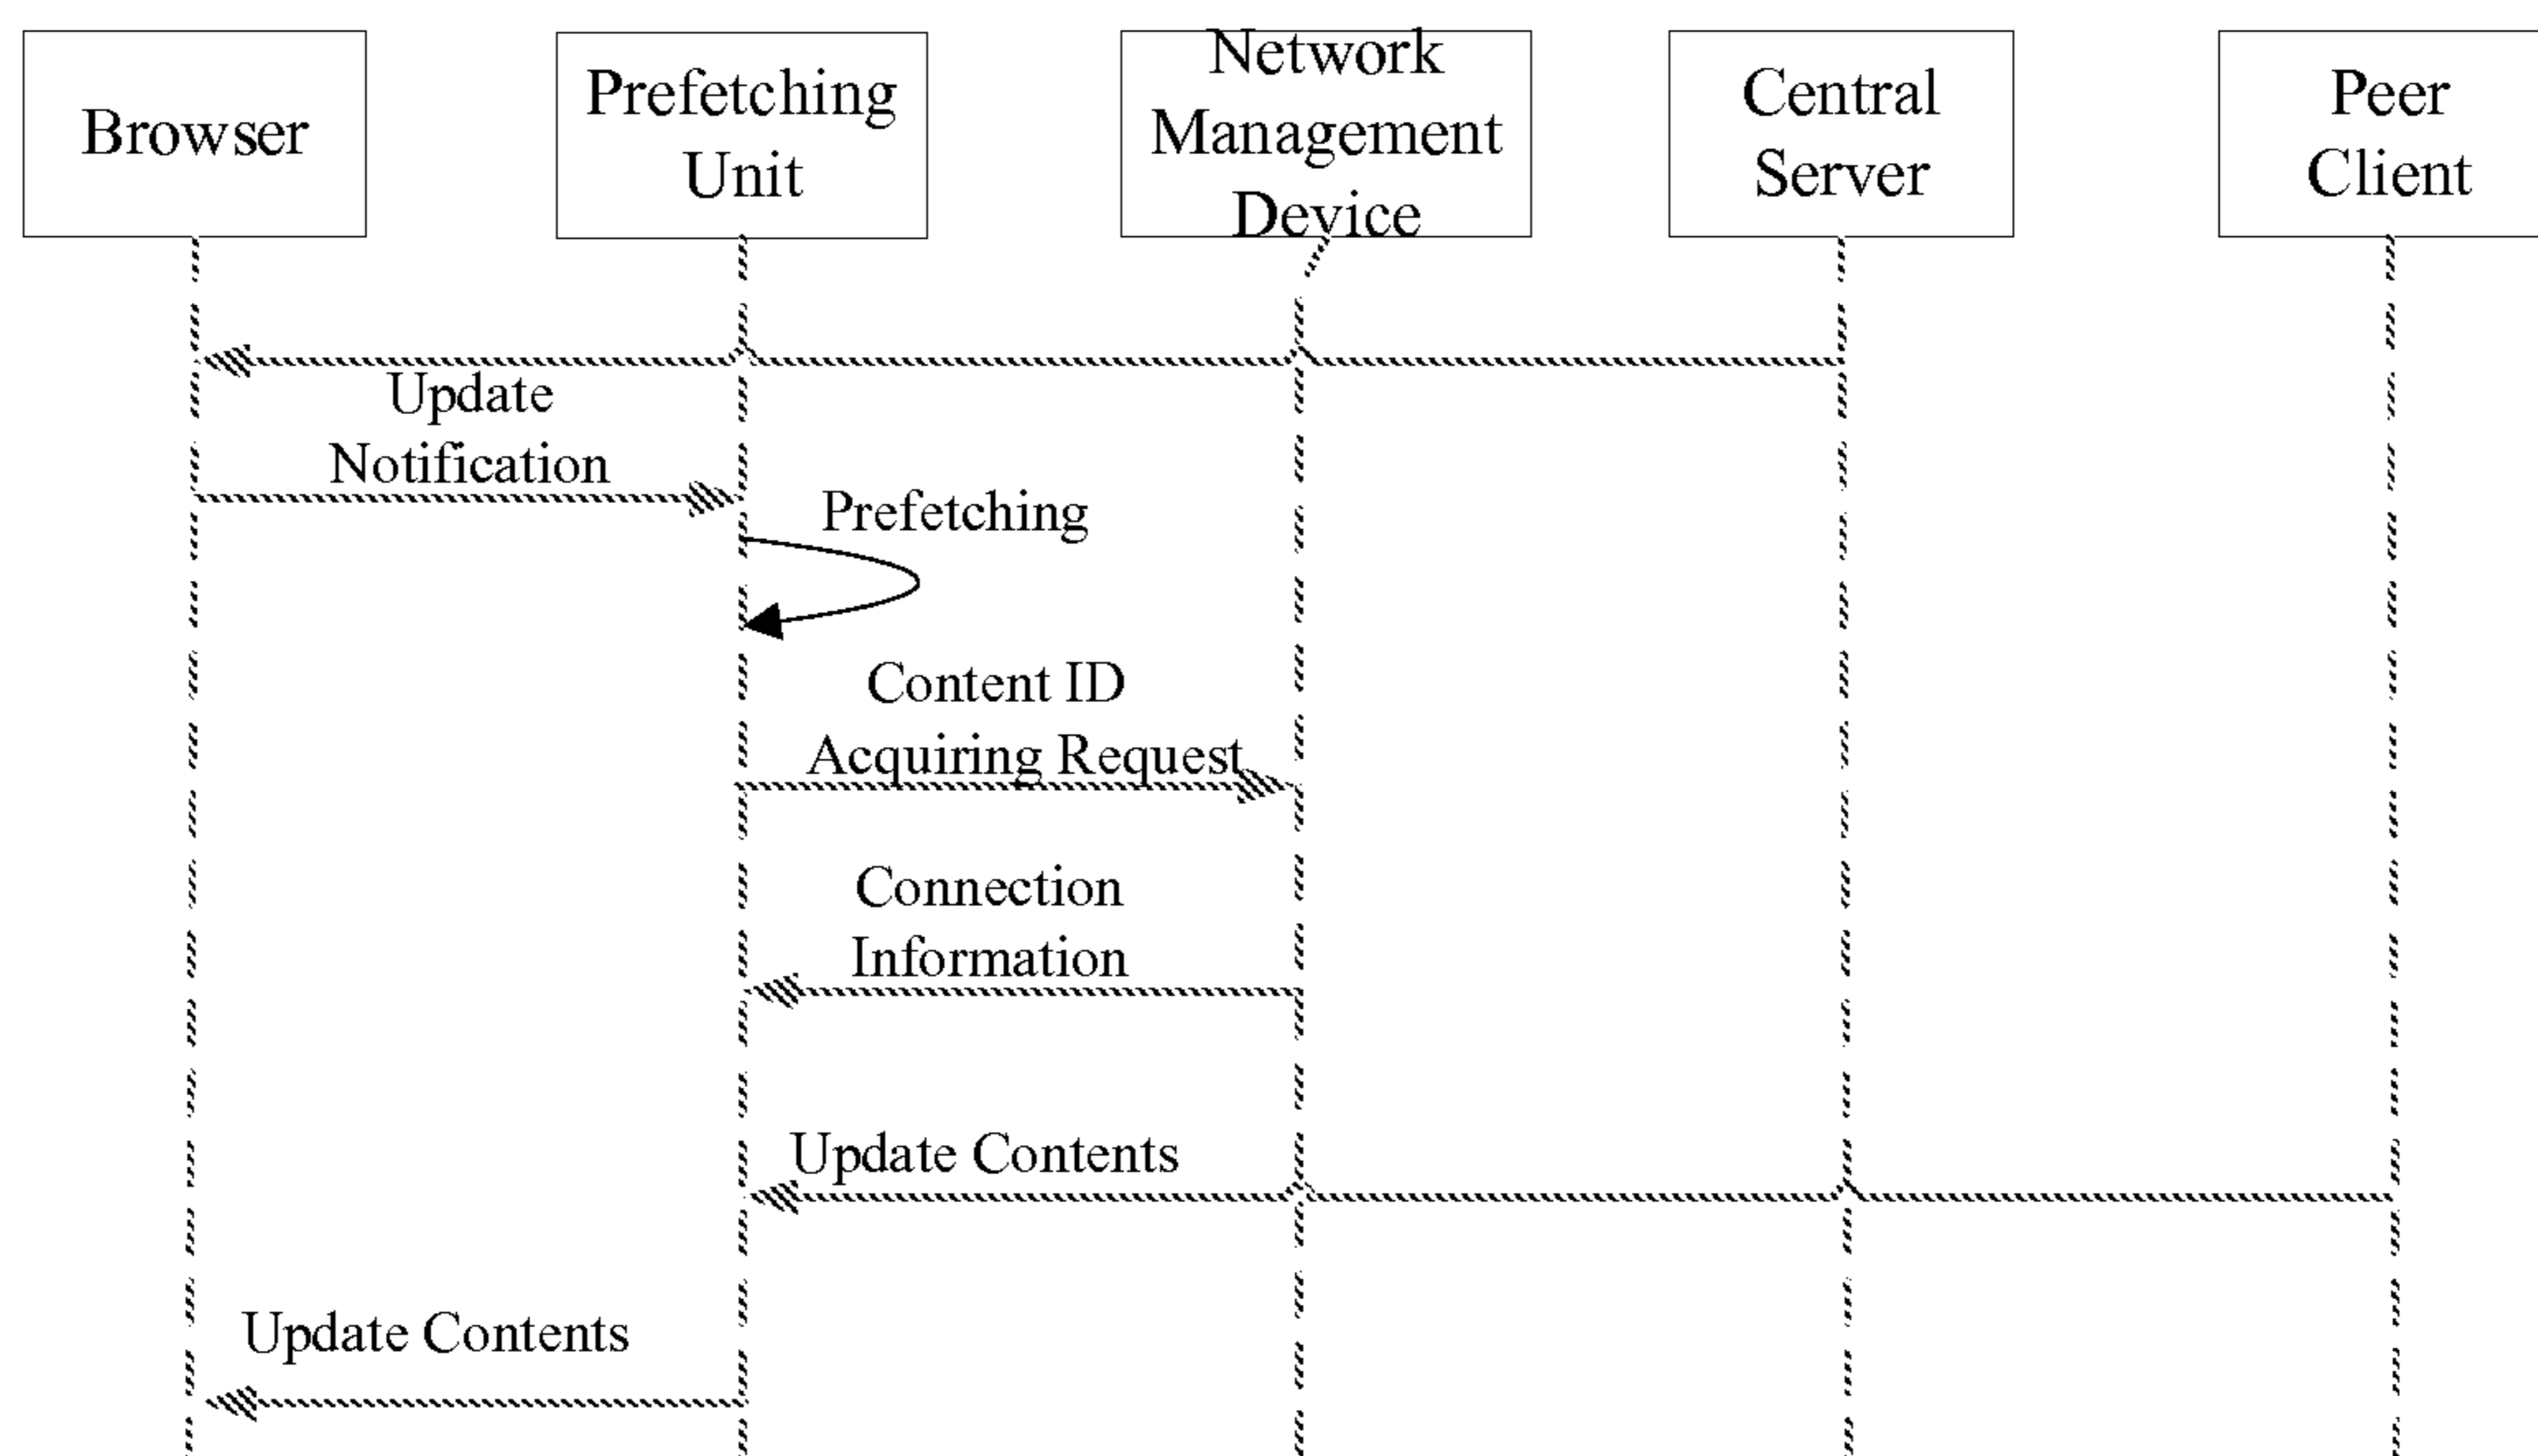 Browser
Prefetching
Unit
Network
Management
Device
Central
Server
Peer
Client
Update
Notification
Prefetching
Content ID
Acquiring Request
Connection
Information
Update Contents
Update Contents